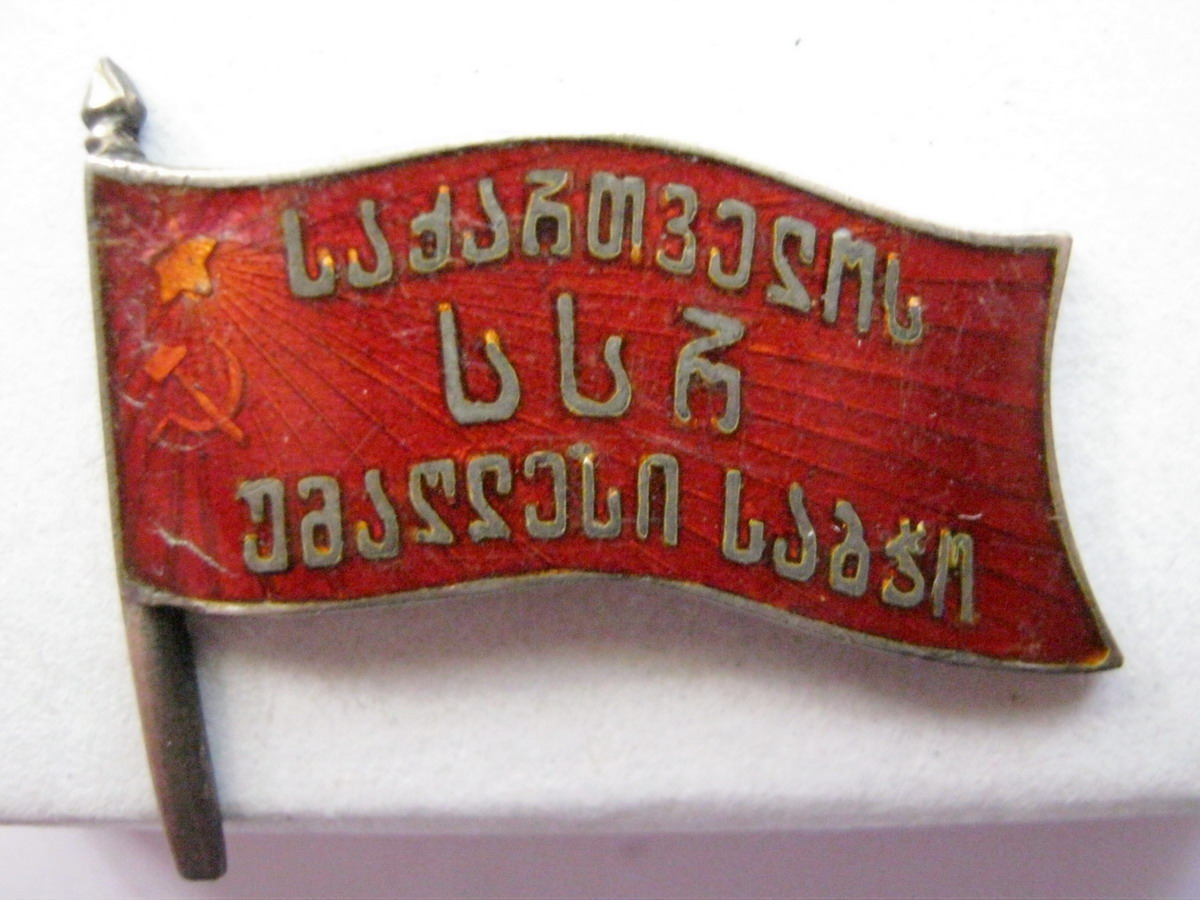 საქართველოს
სსრ
უმაღლესი საბჭო